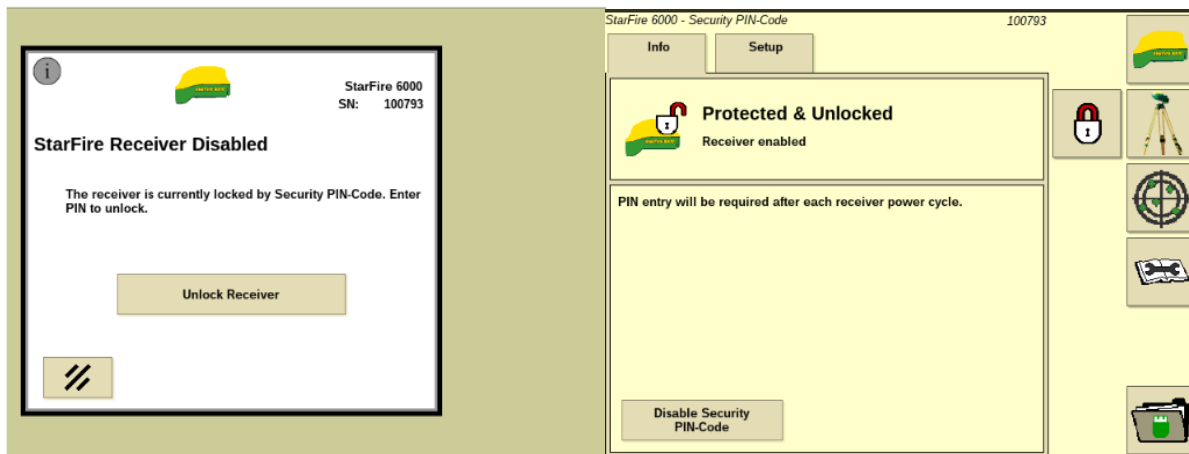 i
StarFire 6000
SN: 100793
StarFire Receiver Disabled
The receiver is currently locked by Security PIN-Code. Enter
PIN to unlock.
Unlock Receiver
StarFire 6000 - Security PIN-Code 100793
Info Setup
Protected & Unlocked
Receiver enabled
PIN entry will be required after each receiver power cycle.
Disable Security
PIN-Code